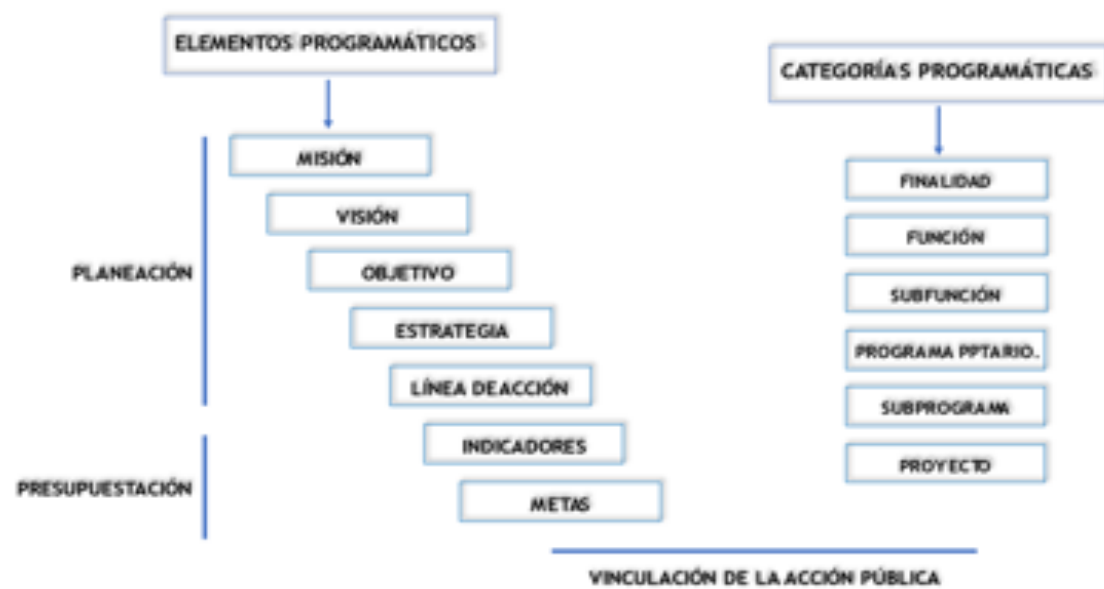 ELEMENTOS PROGRAMÁTICOS
CATEGORÍAS PROGRAMÁTICAS
MISIÓN
VISIÓN
OBJETIVO
ESTRATEGIA
LÍNEA DEACCIÓN
INDICADORES
METAS
PLANEACIÓN
PRESUPUESTACIÓN
FINALIDAD
FUNCIÓN
SUBFUNCIÓN
PROGRAMA PPTARIO.
SUBPROGRAMA
PROYECTO
VINCULACIÓN DE LA ACCIÓN PÚBLICA